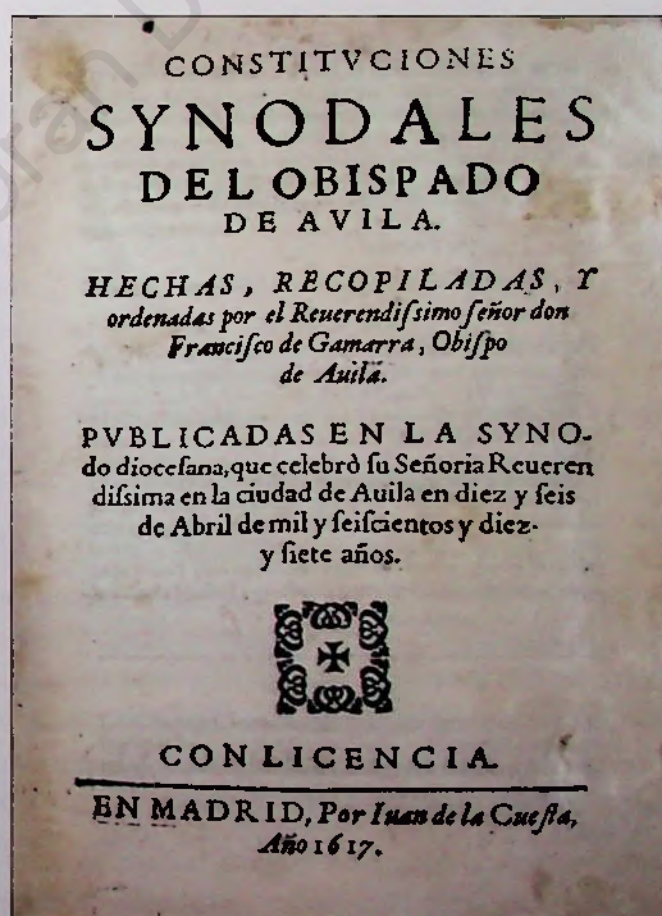 CONSTITVCIONES
SYNODALES
DEL OBISPADO
DE AVILA.
HECHAS, RECOPILADAS, Y
ordenadas por el Reuerendiſsimo ſeñor don
Franciſco de Gamarra, Obiſpo
de Auila.
PVBLICADAS EN LA SYNO-
do dioceſana, que celebrò ſu Señoria Reueren
diſsima en la ciudad de Auila en diez y ſeis
de Abril de mil y ſeiſcientos y diez-
y ſiete años.
CON LICENCIA
EN MADRID, Por Iuan de la Cueſta,
Año 1617.